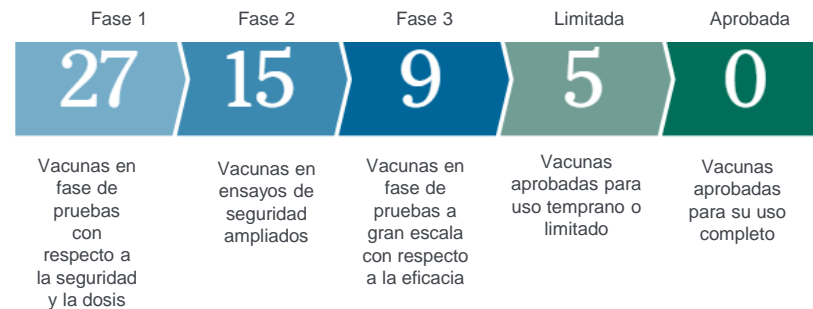 Fase 1
Fase 2
Fase 3
Limitada
Aprobada
27
15
9
5
0
Vacunas en
fase de
pruebas
con
respecto a
la seguridad
y la dosis
Vacunas en
ensayos de
seguridad
ampliados
Vacunas en
fase de
pruebas a
gran escala
con respecto
a la eficacia
Vacunas
aprobadas para
uso temprano o
limitado
Vacunas
aprobadas
para su uso
completo